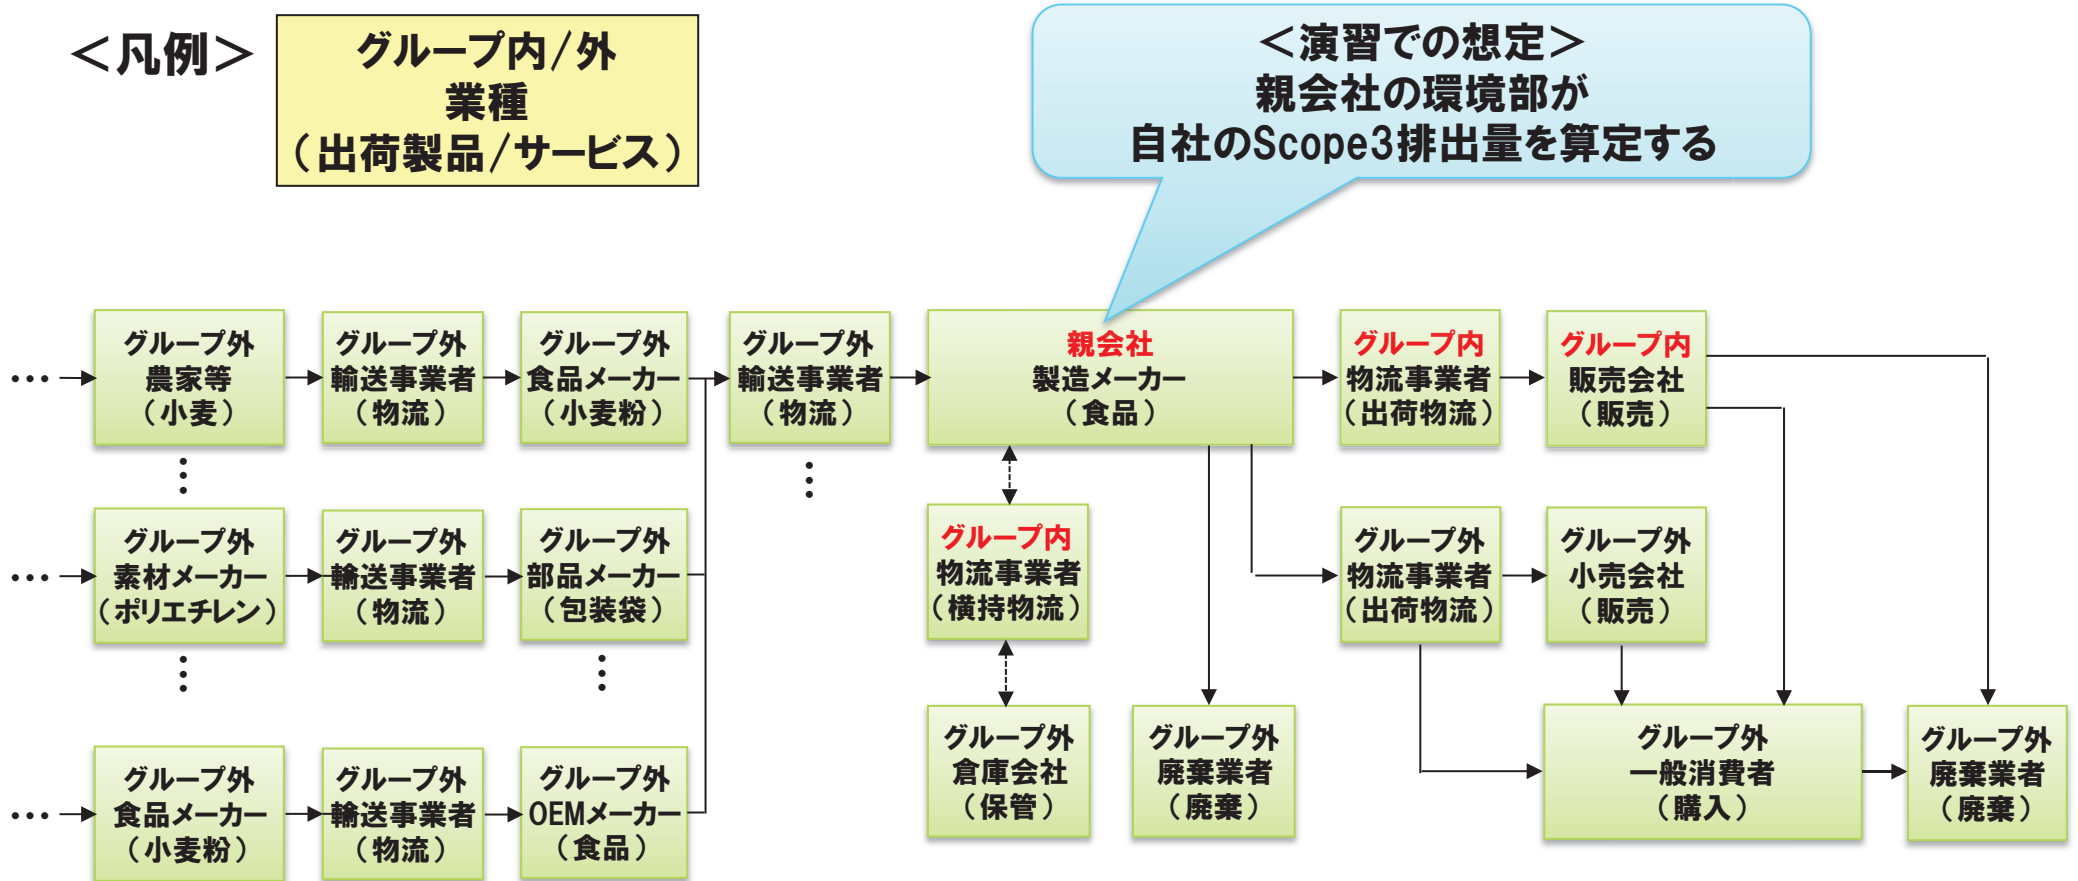 ＜凡例＞
グループ内/外
業種
（出荷製品/サービス）
＜演習での想定＞
親会社の環境部が
自社のScope3排出量を算定する
…
グループ外
農家等
（小麦）
グループ外
輸送事業者
（物流）
グループ外
食品メーカー
（小麦粉）
グループ外
輸送事業者
（物流）
親会社
製造メーカー
（食品）
グループ内
物流事業者
（出荷物流）
グループ内
販売会社
（販売）
…
グループ外
素材メーカー
（ポリエチレン）
グループ外
輸送事業者
（物流）
グループ外
部品メーカー
（包装袋）
グループ内
物流事業者
（横持物流）
グループ外
物流事業者
（出荷物流）
グループ外
小売会社
（販売）
…
グループ外
食品メーカー
（小麦粉）
グループ外
輸送事業者
（物流）
グループ外
OEMメーカー
（食品）
グループ外
倉庫会社
（保管）
グループ外
廃棄業者
（廃棄）
グループ外
一般消費者
（購入）
グループ外
廃棄業者
（廃棄）